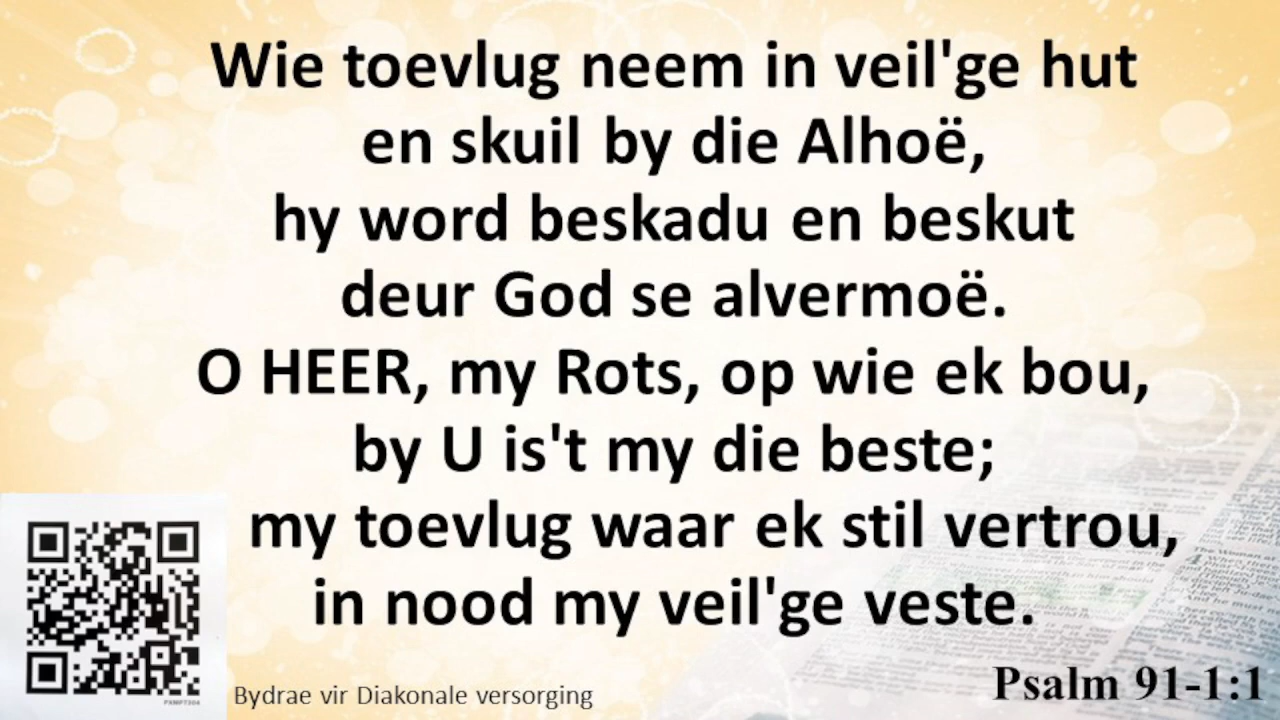 Wie toevlug neem in veil'ge hut
en skuil by die Alhoë,
hy word beskadu en beskut
deur God se alvermoë.
O HEER, my Rots, op wie ek bou,
by U is't my die beste;
my toevlug waar ek stil vertrou,
in nood my veil'ge veste.
Bydrae vir Diakonale versorging
Psalm 91-1:1